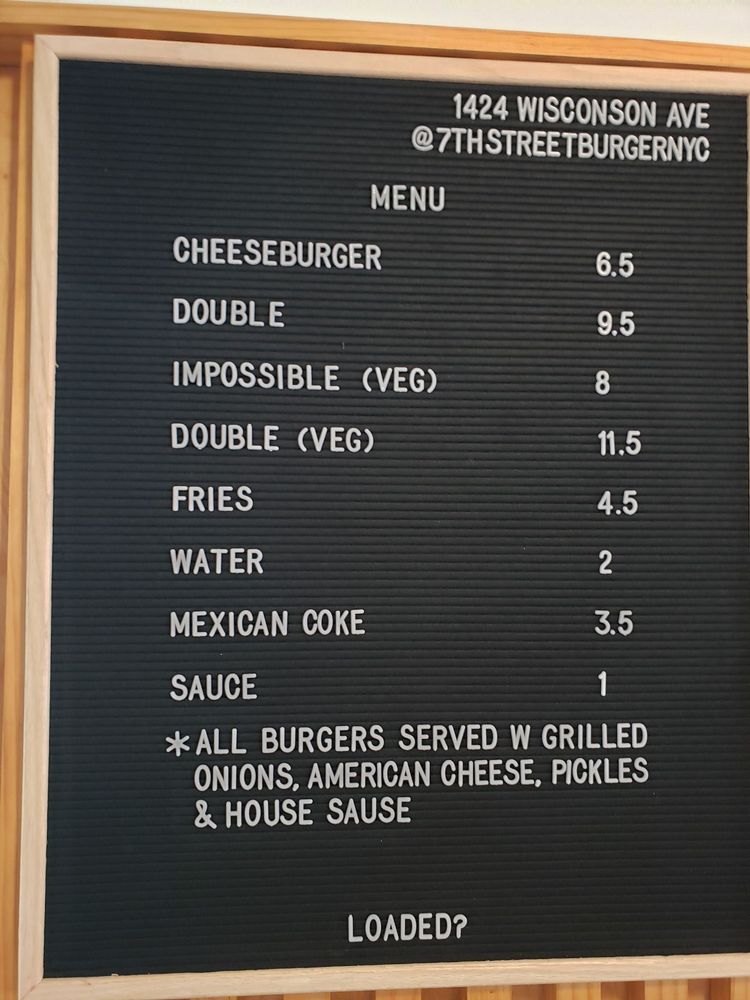 1424 WISCONSON AVE
@7THSTREETBURGERNYC
MENU
CHEESEBURGER 6.5
DOUBLE 9.5
IMPOSSIBLE (VEG) 8
DOUBLE (VEG) 11.5
FRIES 4.5
WATER 2
MEXICAN COKE 3.5
SAUCE 1
*ALL BURGERS SERVED W GRILLED
ONIONS, AMERICAN CHEESE, PICKLES
& HOUSE SAUSE
LOADED?